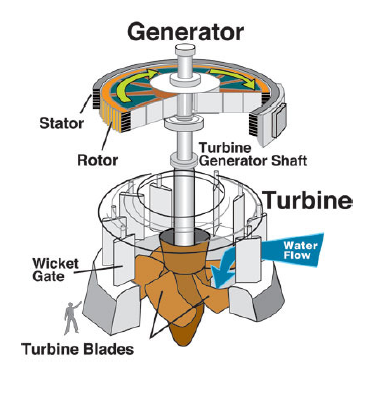 Generator
Stator
Rotor
Turbine
Generator Shaft
Turbine
Water
Flow
Wicket
Gate
Turbine Blades